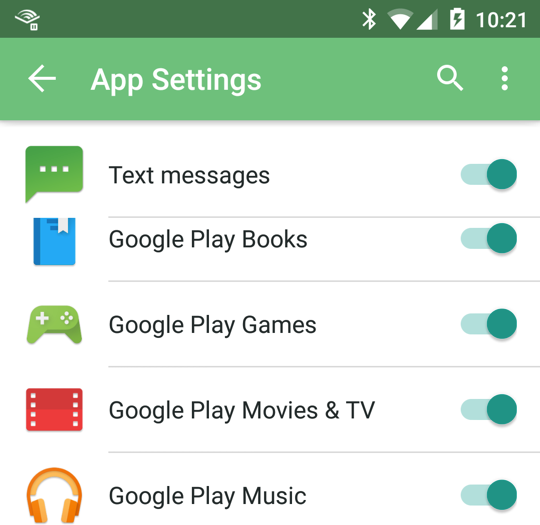 10:21
App Settings
Text messages
Google Play Books
Google Play Games
Google Play Movies & TV
Google Play Music